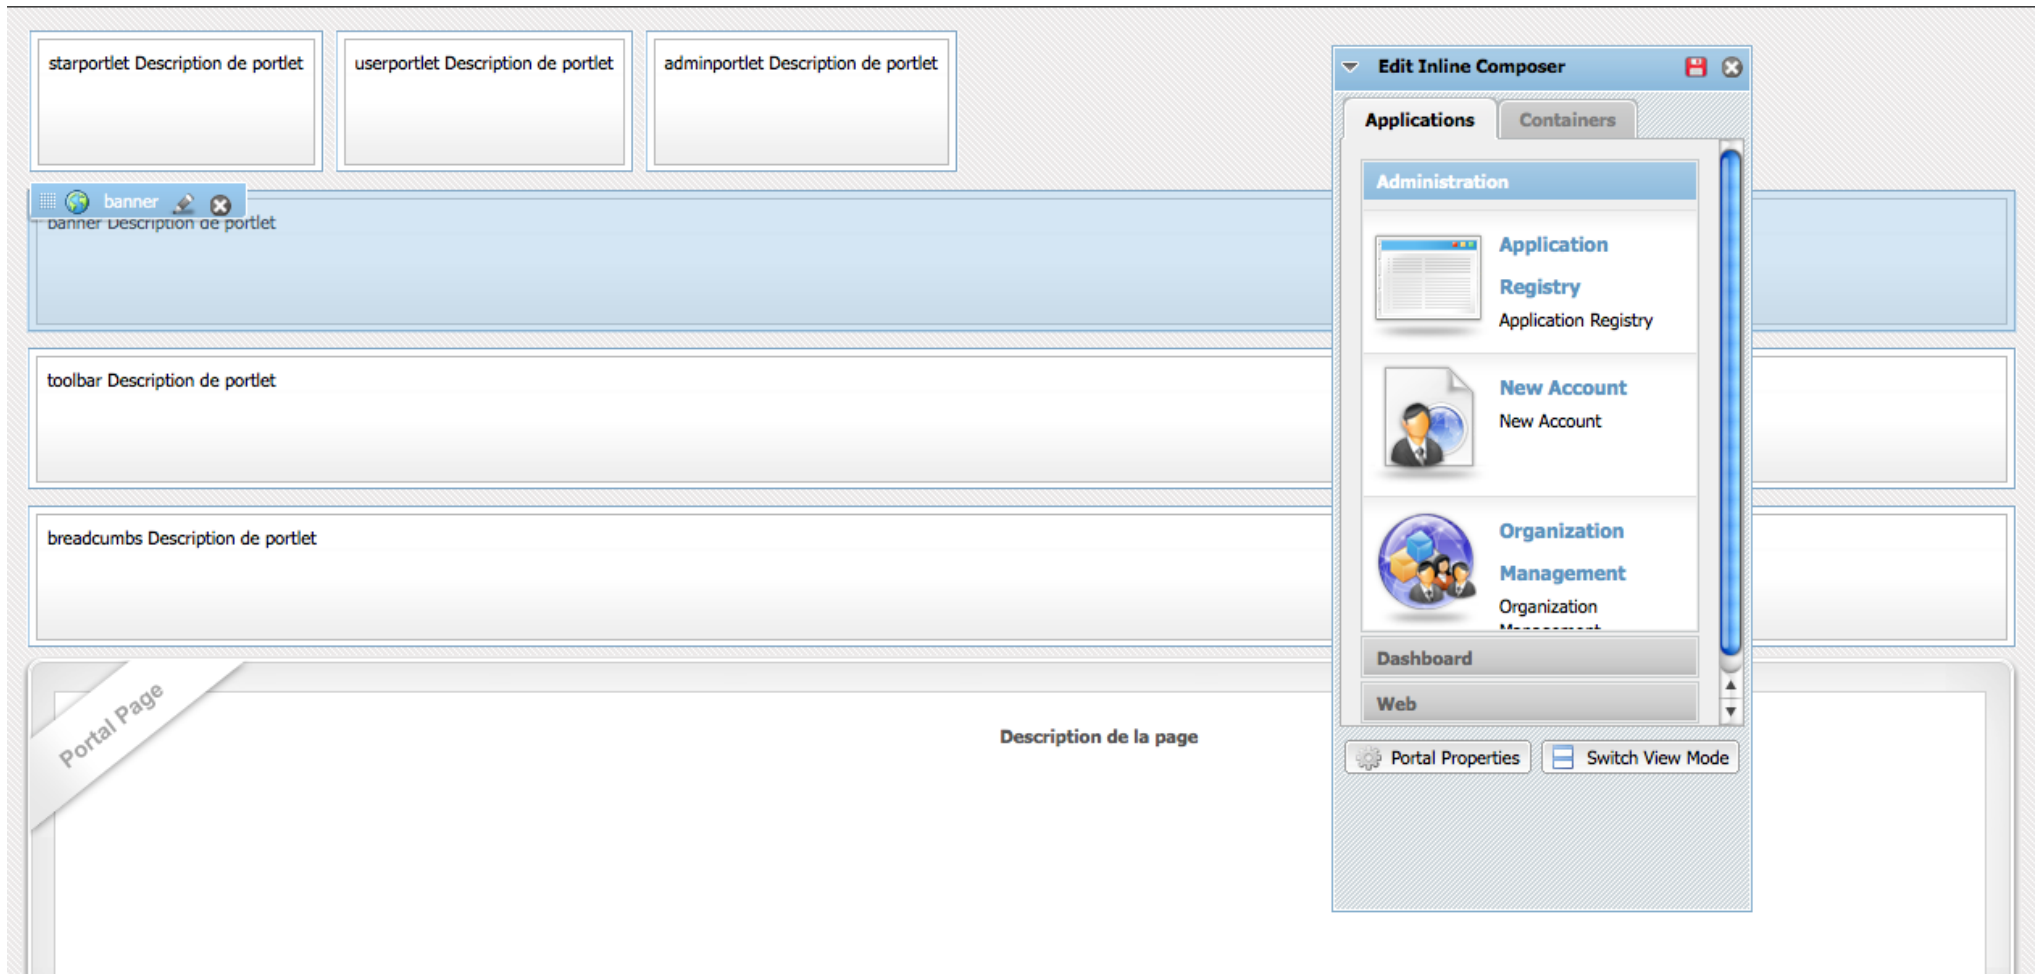 starportlet Description de portlet
userportlet Description de portlet
adminportlet Description de portlet
banner
banner Description de portlet
toolbar Description de portlet
breadcumbs Description de portlet
Portal Page
Description de la page
Edit Inline Composer
Applications
Containers
Administration
Application
Registry
Application Registry
New Account
New Account
Organization
Management
Organization
Management
Dashboard
Web
Portal Properties
Switch View Mode